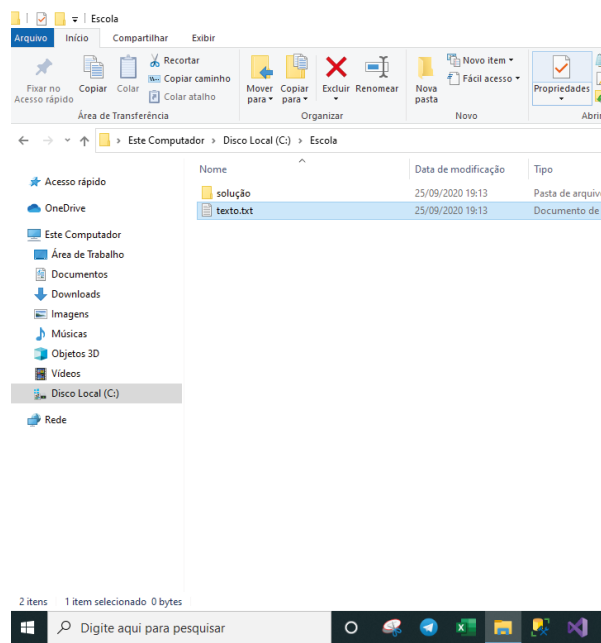 Escola
Arquivo Início Compartilhar Exibir
Fixar no Acesso rápido
Copiar
Colar
Recortar
Copiar caminho
Colar atalho
Mover para
Copiar para
Excluir
Renomear
Nova pasta
Novo item
Fácil acesso
Propriedades
Área de Transferência Organizar Novo Abri
Este Computador > Disco Local (C:) > Escola
Nome Data de modificação Tipo
solução 25/09/2020 19:13 Pasta de arquiv
texto.txt 25/09/2020 19:13 Documento de
Acesso rápido
OneDrive
Este Computador
Área de Trabalho
Documentos
Downloads
Imagens
Músicas
Objetos 3D
Vídeos
Disco Local (C:)
Rede
2 itens 1 item selecionado 0 bytes
Digite aqui para pesquisar